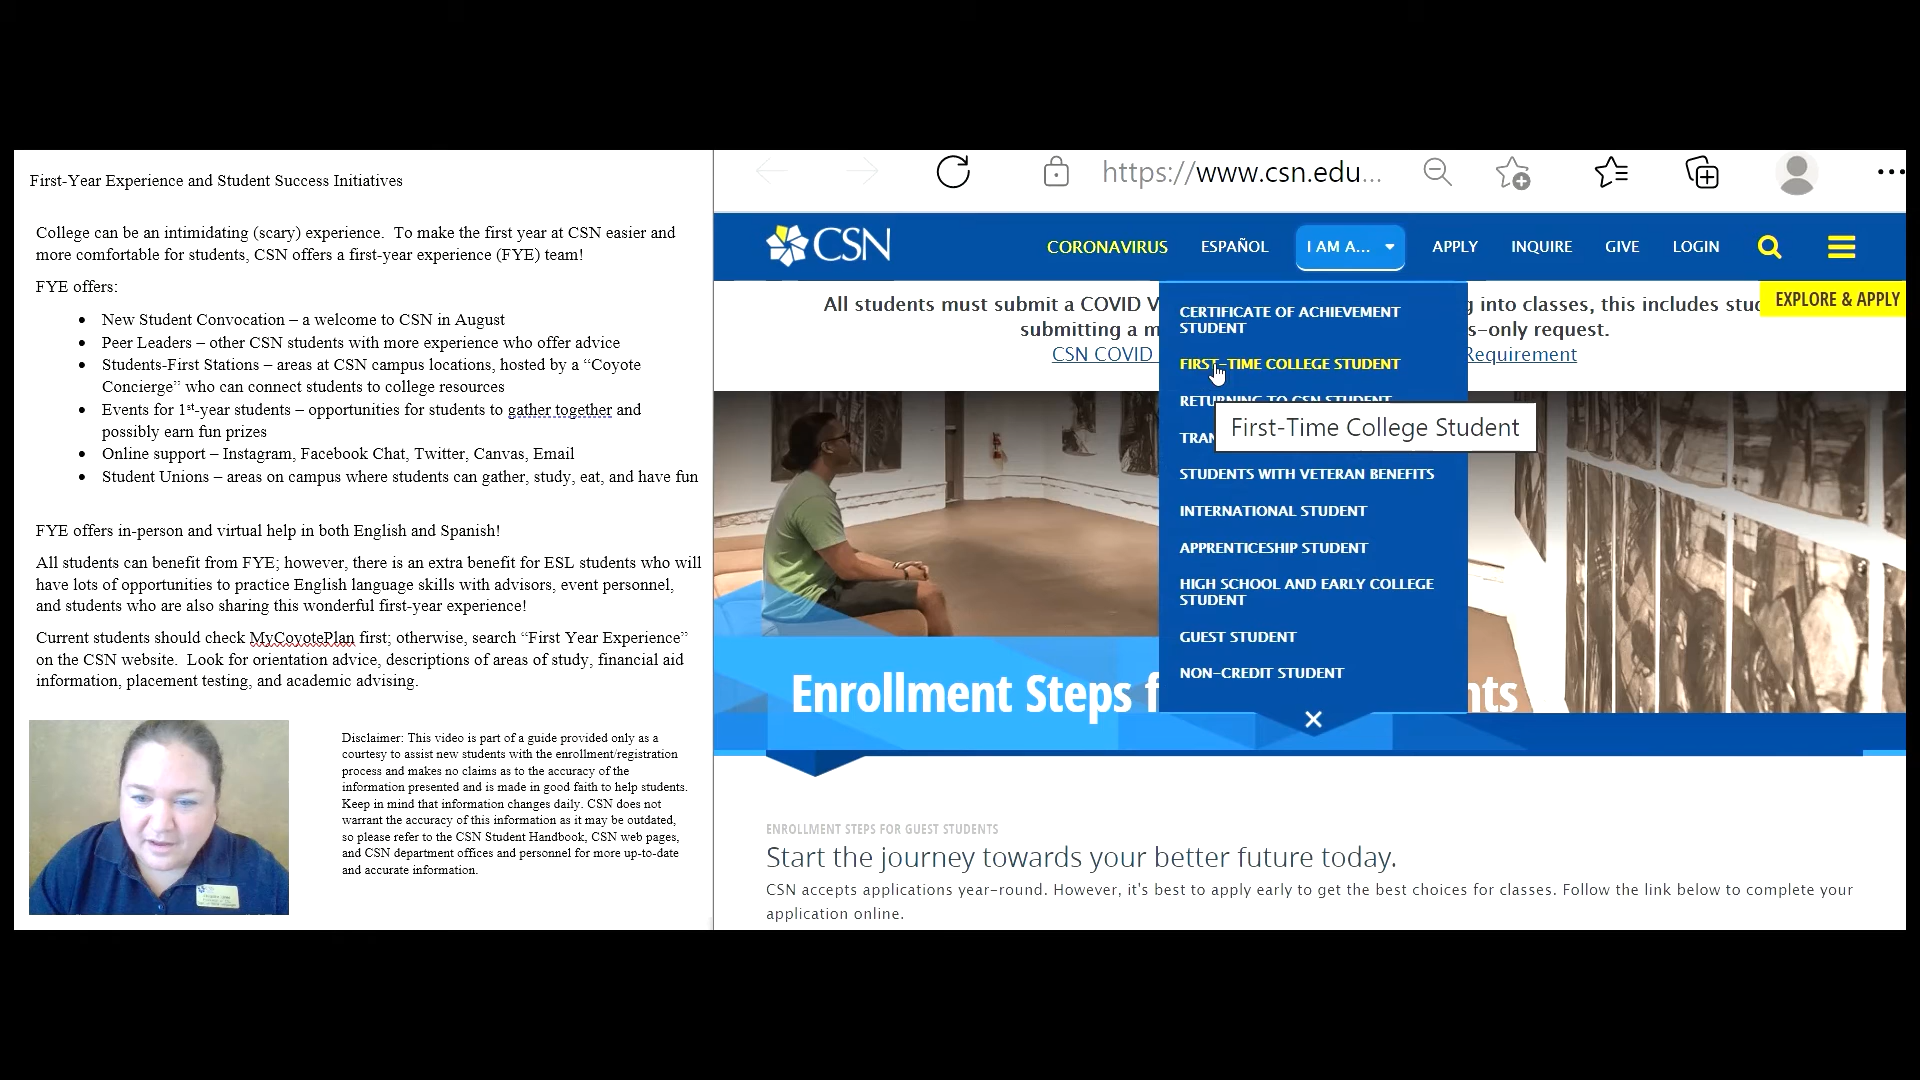 First-Year Experience and Student Success Initiatives
College can be an intimidating (scary) experience.  To make the first year at CSN easier and
more comfortable for students, CSN offers a first-year experience (FYE) team!
FYE offers:
• New Student Convocation – a welcome to CSN in August
• Peer Leaders – other CSN students with more experience who offer advice
• Students-First Stations – areas at CSN campus locations, hosted by a “Coyote
Concierge” who can connect students to college resources
• Events for 1st-year students – opportunities for students to gather together and
possibly earn fun prizes
• Online support – Instagram, Facebook Chat, Twitter, Canvas, Email
• Student Unions – areas on campus where students can gather, study, eat, and have fun
FYE offers in-person and virtual help in both English and Spanish!
All students can benefit from FYE; however, there is an extra benefit for ESL students who will
have lots of opportunities to practice English language skills with advisors, event personnel,
and students who are also sharing this wonderful first-year experience!
Current students should check MyCoyotePlan first; otherwise, search “First Year Experience”
on the CSN website.  Look for orientation advice, descriptions of areas of study, financial aid
information, placement testing, and academic advising.
Disclaimer: This video is part of a guide provided only as a
courtesy to assist new students with the enrollment/registration
process and makes no claims as to the accuracy of the
information presented and is made in good faith to help students.
Keep in mind that information changes daily. CSN does not
warrant the accuracy of this information as it may be outdated,
so please refer to the CSN Student Handbook, CSN web pages,
and CSN department offices and personnel for more up-to-date
and accurate information.
https://www.csn.edu...
CSN
CORONAVIRUS ESPAÑOL I AM A... APPLY INQUIRE GIVE LOGIN
EXPLORE & APPLY
All students must submit a COVID V g into classes, this includes stu
submitting a m s-only request.
CSN COVID Requirement
CERTIFICATE OF ACHIEVEMENT
STUDENT
FIRST-TIME COLLEGE STUDENT
RETURNING TO CSN STUDENT
First-Time College Student
TRAN
STUDENTS WITH VETERAN BENEFITS
INTERNATIONAL STUDENT
APPRENTICESHIP STUDENT
HIGH SCHOOL AND EARLY COLLEGE
STUDENT
GUEST STUDENT
NON-CREDIT STUDENT
Enrollment Steps f nts
ENROLLMENT STEPS FOR GUEST STUDENTS
Start the journey towards your better future today.
CSN accepts applications year-round. However, it's best to apply early to get the best choices for classes. Follow the link below to complete your
application online.